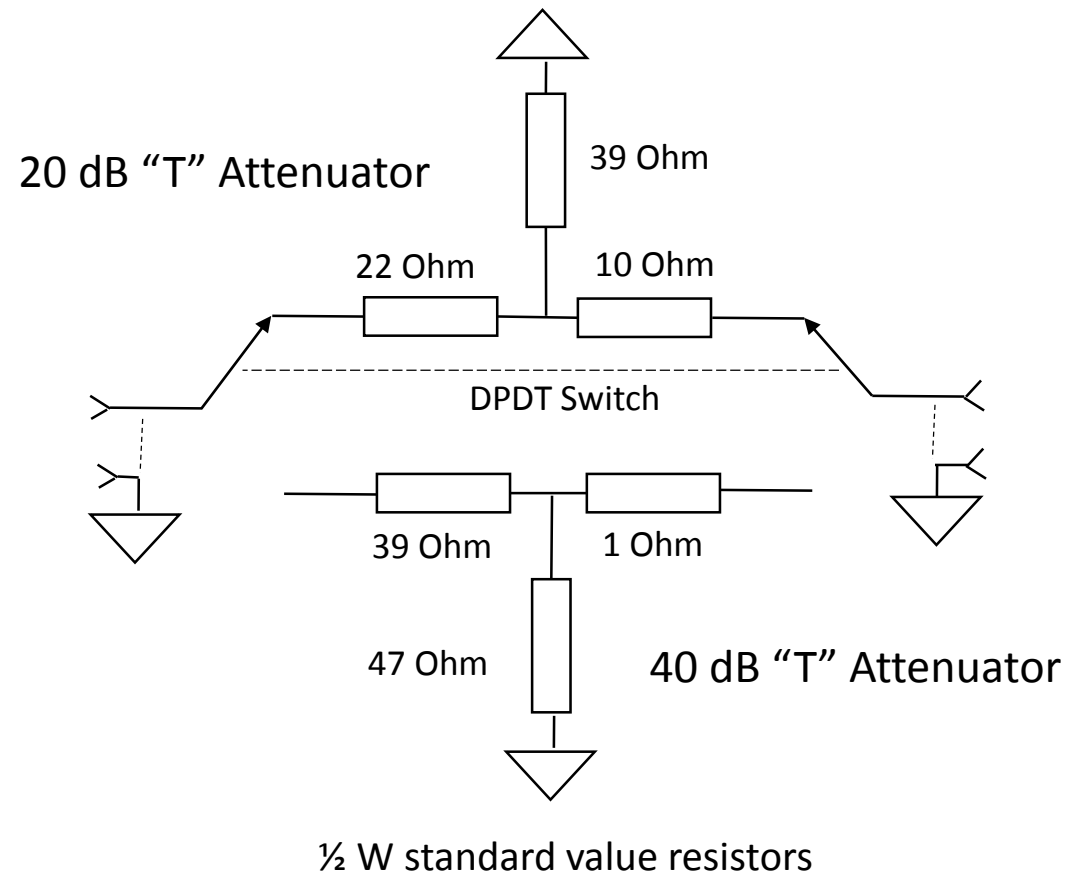 39 Ohm
20 dB “T” Attenuator
22 Ohm
10 Ohm
DPDT Switch
39 Ohm
1 Ohm
47 Ohm
40 dB “T” Attenuator
½ W standard value resistors